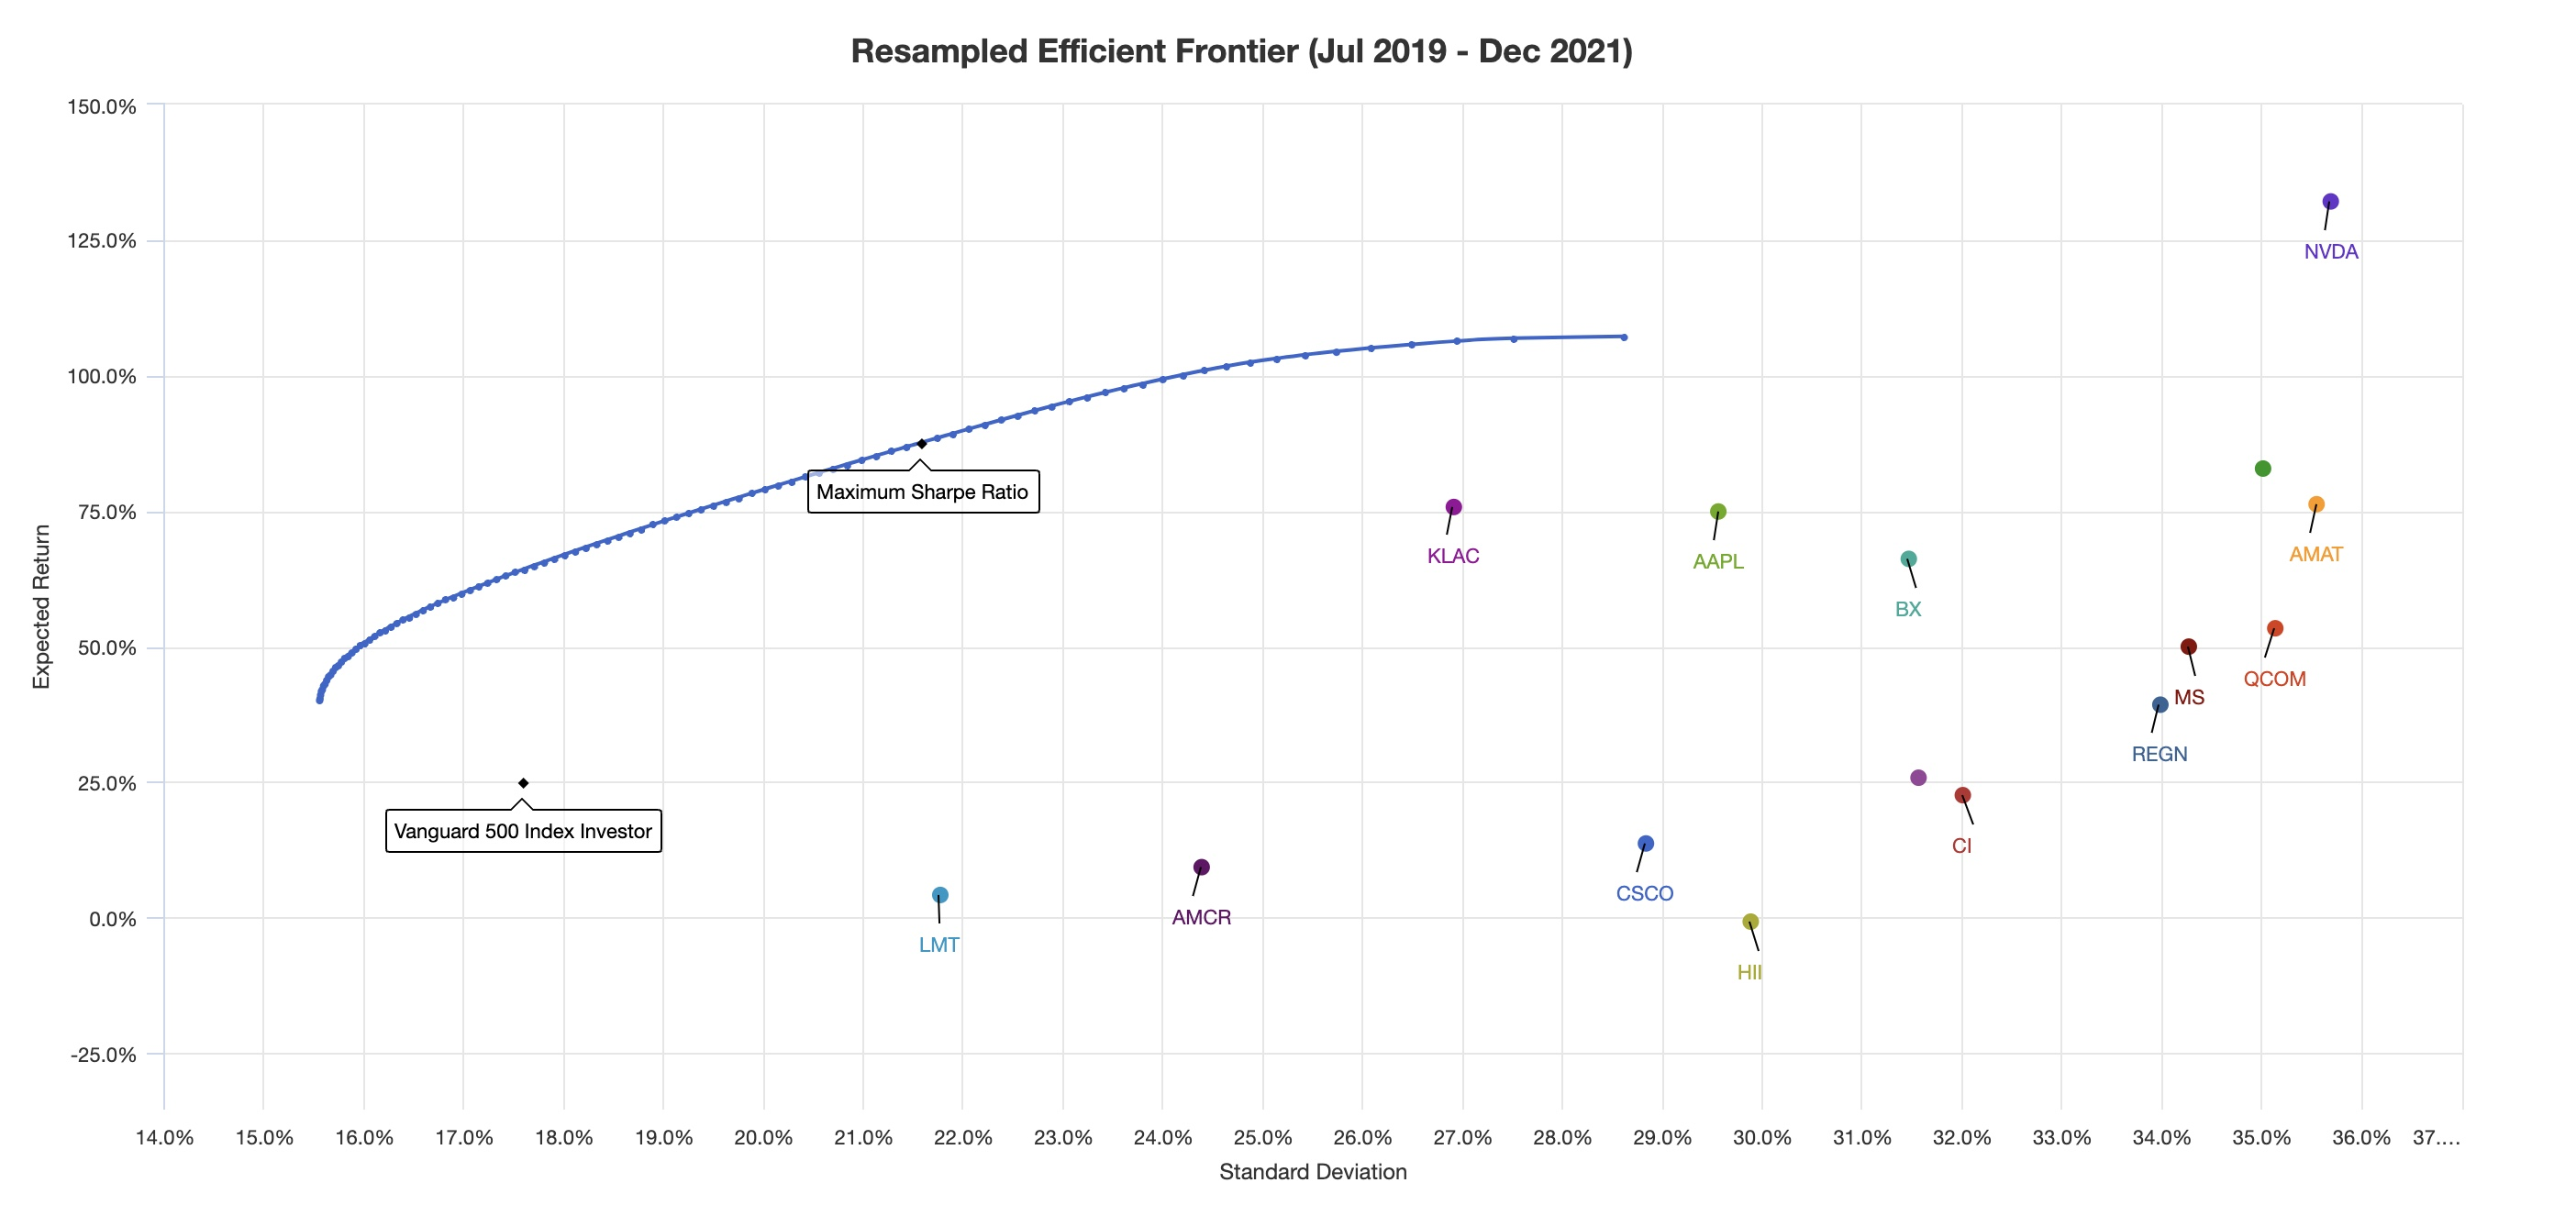 Resampled Efficient Frontier (Jul 2019 - Dec 2021)
150.0%
125.0%
100.0%
75.0%
50.0%
25.0%
0.0%
-25.0%
Expected Return
NVDA
Maximum Sharpe Ratio
KLAC
AAPL
AMAT
BX
QCOM
MS
REGN
Vanguard 500 Index Investor
CI
CSCO
AMCR
LMT
HII
14.0% 15.0% 16.0% 17.0% 18.0% 19.0% 20.0% 21.0% 22.0% 23.0% 24.0% 25.0% 26.0% 27.0% 28.0% 29.0% 30.0% 31.0% 32.0% 33.0% 34.0% 35.0% 36.0% 37....
Standard Deviation